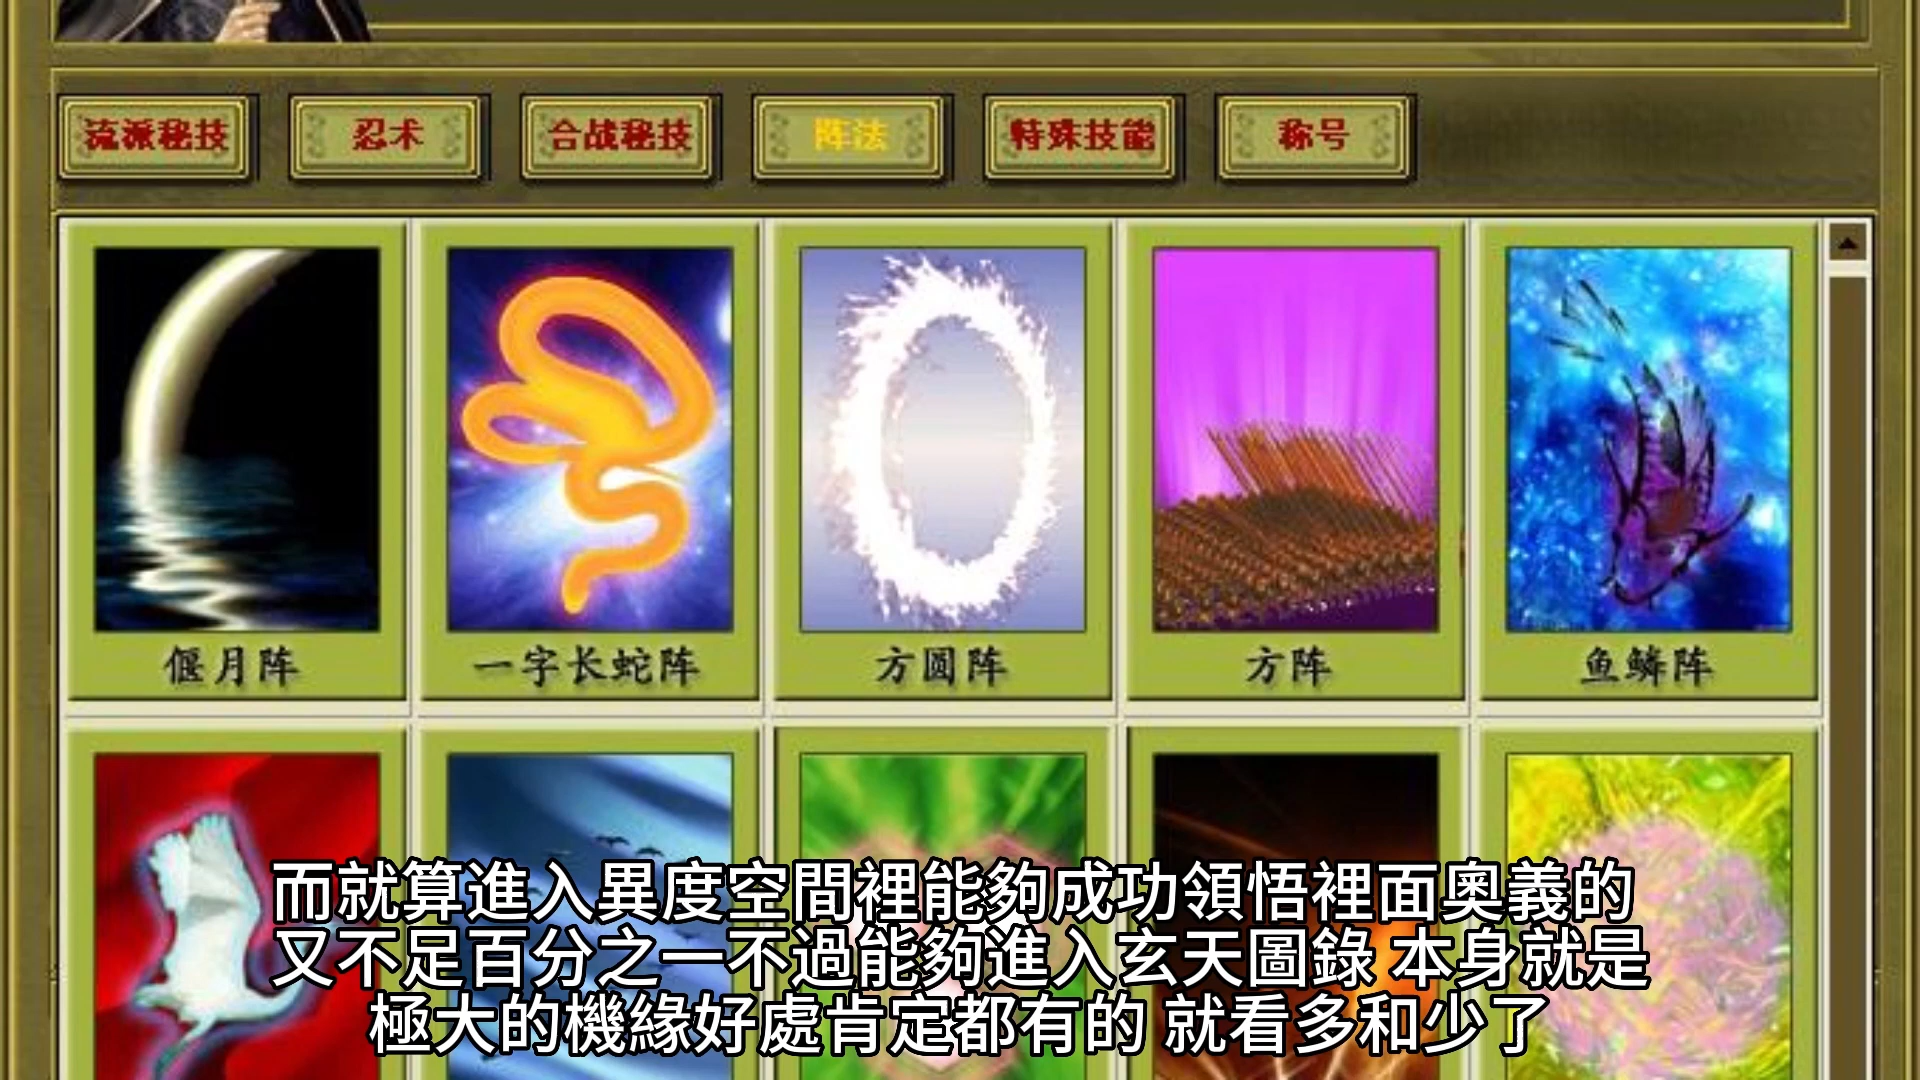 流派秘技 忍术 合战秘技 阵法 特殊技能 称号
偃月阵 一字长蛇阵 方圆阵 方阵 鱼鳞阵
而就算進入異度空間裡能夠成功領悟裡面奧義的
又不足百分之一不過能夠進入玄天圖錄 本身就是
極大的機緣好處肯定都有的 就看多和少了